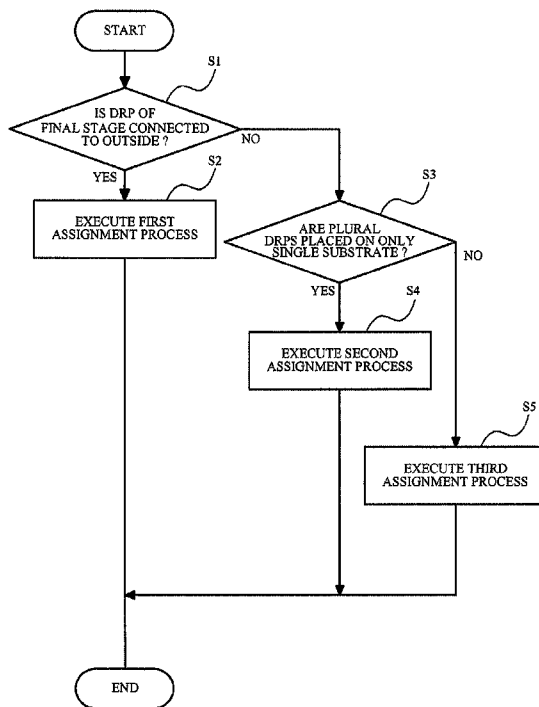 START
S1
IS DRP OF
FINAL STAGE CONNECTED
TO OUTSIDE ?
NO
YES
S2
EXECUTE FIRST
ASSIGNMENT PROCESS
S3
ARE PLURAL
DRPS PLACED ON ONLY
SINGLE SUBSTRATE ?
NO
YES
S4
EXECUTE SECOND
ASSIGNMENT PROCESS
S5
EXECUTE THIRD
ASSIGNMENT PROCESS
END